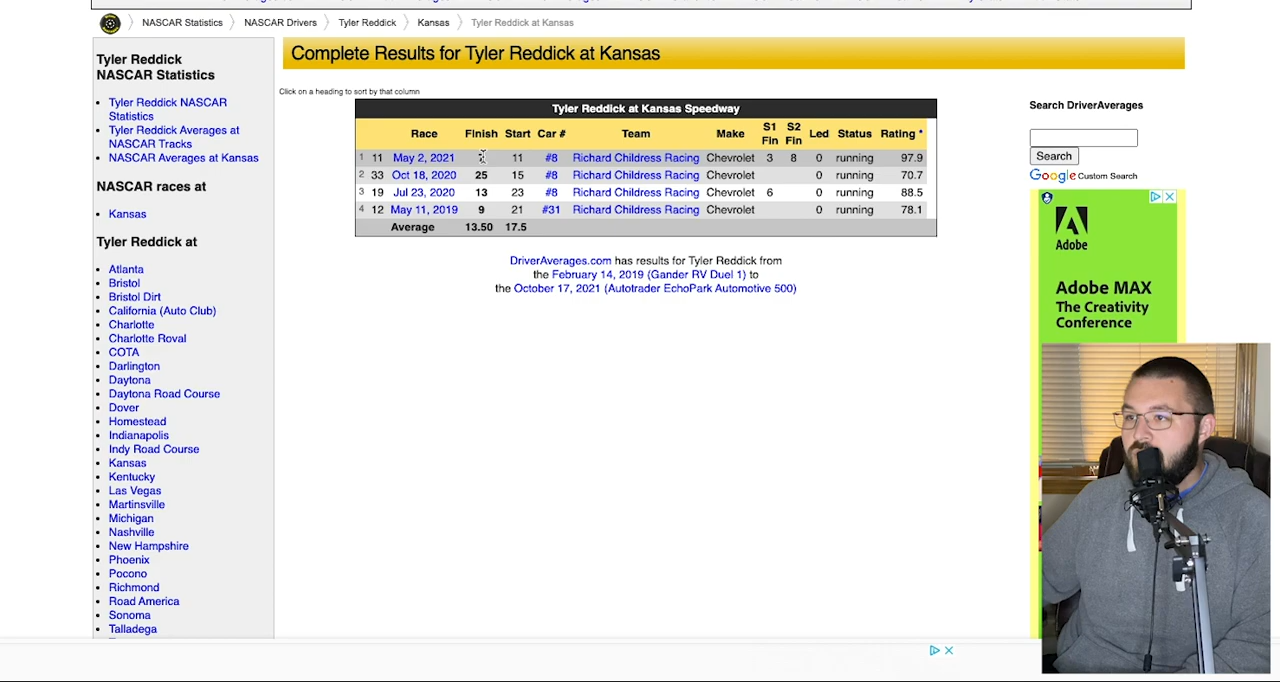 NASCAR Statistics NASCAR Drivers Tyler Reddick Kansas Tyler Reddick at Kansas
Tyler Reddick
NASCAR Statistics
Tyler Reddick NASCAR
Statistics
Tyler Reddick Averages at
NASCAR Tracks
NASCAR Averages at Kansas
NASCAR races at
Kansas
Tyler Reddick at
Atlanta
Bristol
Bristol Dirt
California (Auto Club)
Charlotte
Charlotte Roval
COTA
Darlington
Daytona
Daytona Road Course
Dover
Homestead
Indianapolis
Indy Road Course
Kansas
Kentucky
Las Vegas
Martinsville
Michigan
Nashville
New Hampshire
Phoenix
Pocono
Richmond
Road America
Sonoma
Talladega
Complete Results for Tyler Reddick at Kansas
Click on a heading to sort by that column
Tyler Reddick at Kansas Speedway
Race Finish Start Car # Team Make S1 Fin S2 Fin Led Status Rating *
1 11 May 2, 2021 11 #8 Richard Childress Racing Chevrolet 3 8 0 running 97.9
2 33 Oct 18, 2020 25 15 #8 Richard Childress Racing Chevrolet 0 running 70.7
3 19 Jul 23, 2020 13 23 #8 Richard Childress Racing Chevrolet 6 0 running 88.5
4 12 May 11, 2019 9 21 #31 Richard Childress Racing Chevrolet 0 running 78.1
Average 13.50 17.5
DriverAverages.com has results for Tyler Reddick from
the February 14, 2019 (Gander RV Duel 1) to
the October 17, 2021 (Autotrader EchoPark Automotive 500)
Search DriverAverages
Search
Google Custom Search
Adobe
Adobe MAX
The Creativity
Conference